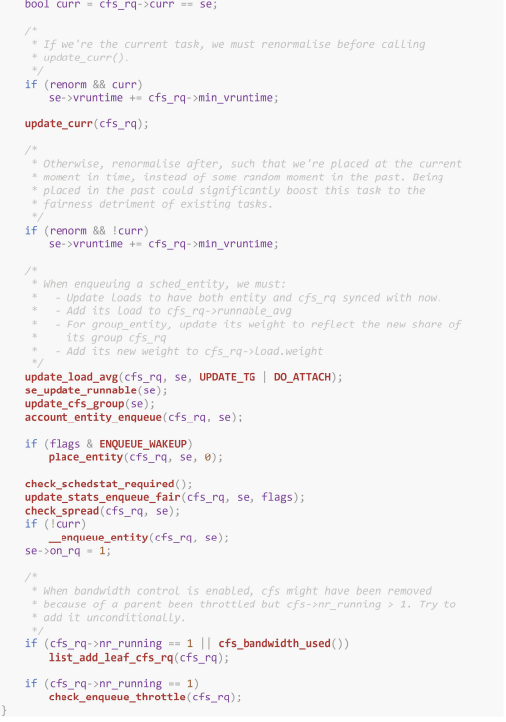 bool curr = cfs_rq->curr == se;
/*
* If we're the current task, we must renormalise before calling
* update_curr().
*/
if (renorm && curr)
se->vruntime += cfs_rq->min_vruntime;
update_curr(cfs_rq);
/*
* Otherwise, renormalise after, such that we're placed at the current
* moment in time, instead of some random moment in the past. Being
* placed in the past could significantly boost this task to the
* fairness detriment of existing tasks.
*/
if (renorm && !curr)
se->vruntime += cfs_rq->min_vruntime;
/*
* When enqueuing a sched_entity, we must:
*   - Update loads to have both entity and cfs_rq synced with now.
*   - Add its load to cfs_rq->runnable_avg
*   - For group_entity, update its weight to reflect the new share of
*     its group cfs_rq
*   - Add its new weight to cfs_rq->load.weight
*/
update_load_avg(cfs_rq, se, UPDATE_TG | DO_ATTACH);
se_update_runnable(se);
update_cfs_group(se);
account_entity_enqueue(cfs_rq, se);
if (flags & ENQUEUE_WAKEUP)
place_entity(cfs_rq, se, 0);
check_schedstat_required();
update_stats_enqueue_fair(cfs_rq, se, flags);
check_spread(cfs_rq, se);
if (!curr)
__enqueue_entity(cfs_rq, se);
se->on_rq = 1;
/*
* When bandwidth control is enabled, cfs might have been removed
* because of a parent been throttled but cfs->nr_running > 1. Try to
* add it unconditionally.
*/
if (cfs_rq->nr_running == 1 || cfs_bandwidth_used())
list_add_leaf_cfs_rq(cfs_rq);
if (cfs_rq->nr_running == 1)
check_enqueue_throttle(cfs_rq);
}